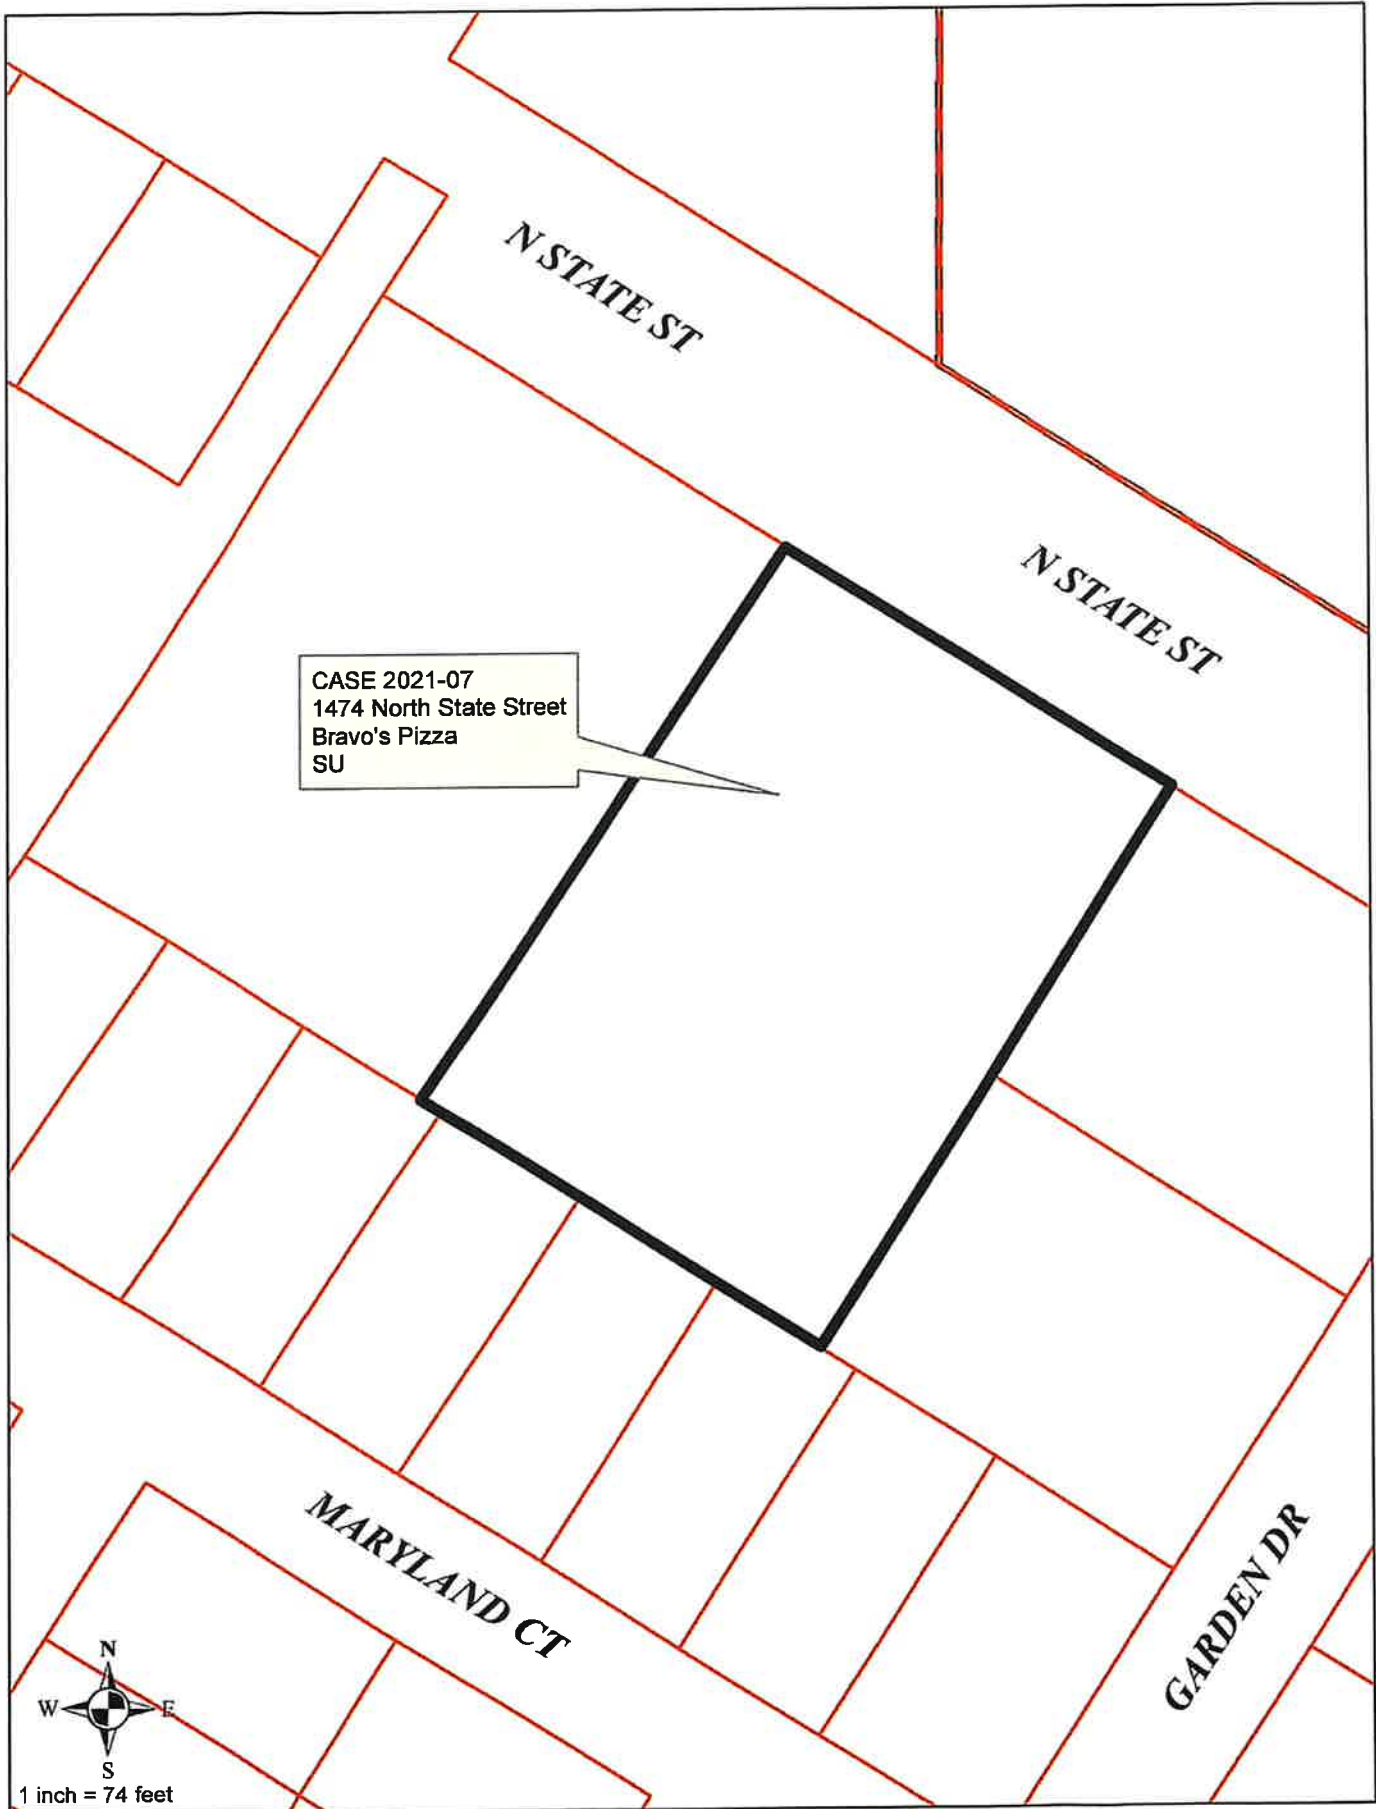 N STATE ST
N STATE ST
CASE 2021-07
1474 North State Street
Bravo's Pizza
SU
MARYLAND CT
GARDEN DR
N
W E
S
1 inch = 74 feet